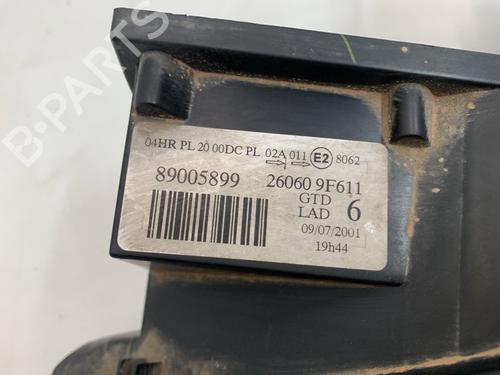 04HR PL 20 00DC PL 02A 011 E2 8062
89005899 26060 9F611
GTD
LAD 6
09/07/2001
19h44
B-PARTS